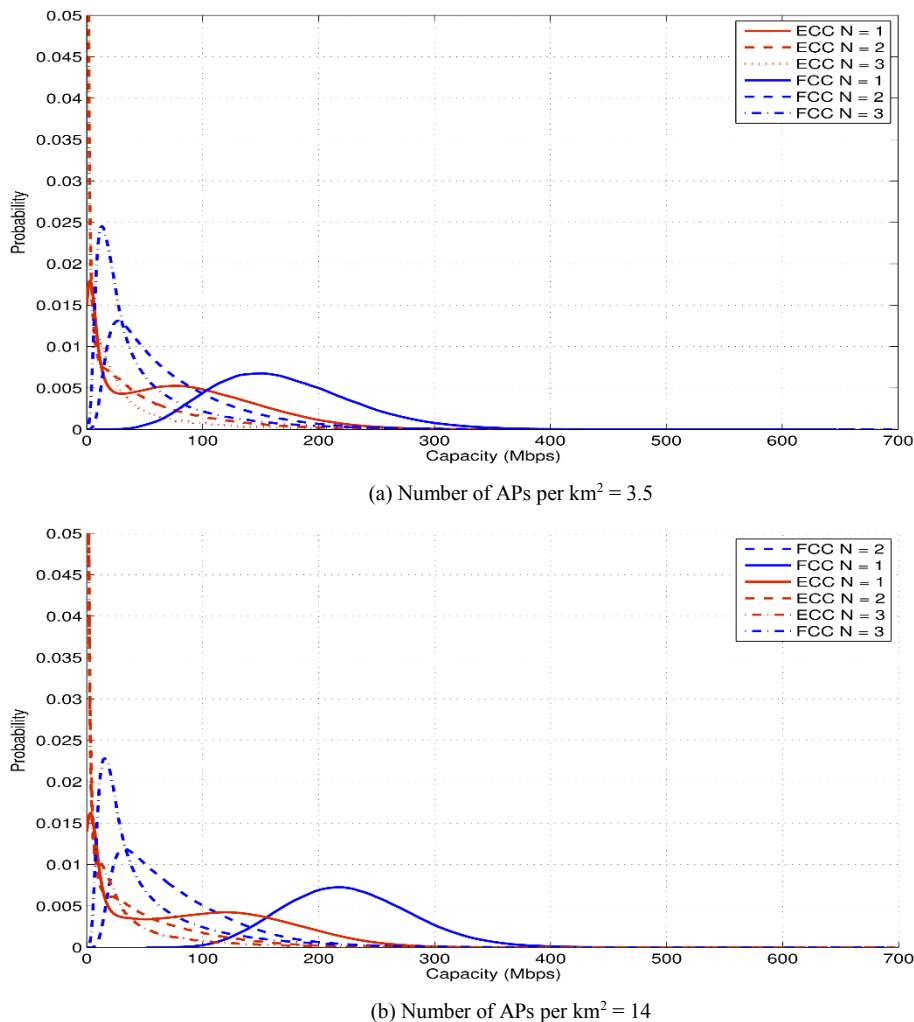 0.05
0.045
0.04
0.035
0.03
0.025
0.02
0.015
0.01
0.005
0
Probability
ECC N = 1
ECC N = 2
ECC N = 3
FCC N = 1
FCC N = 2
FCC N = 3
0 100 200 300 400 500 600 700
Capacity (Mbps)
(a) Number of APs per km² = 3.5
0.05
0.045
0.04
0.035
0.03
0.025
0.02
0.015
0.01
0.005
0
Probability
FCC N = 2
FCC N = 1
ECC N = 1
ECC N = 2
ECC N = 3
FCC N = 3
0 100 200 300 400 500 600 700
Capacity (Mbps)
(b) Number of APs per km² = 14